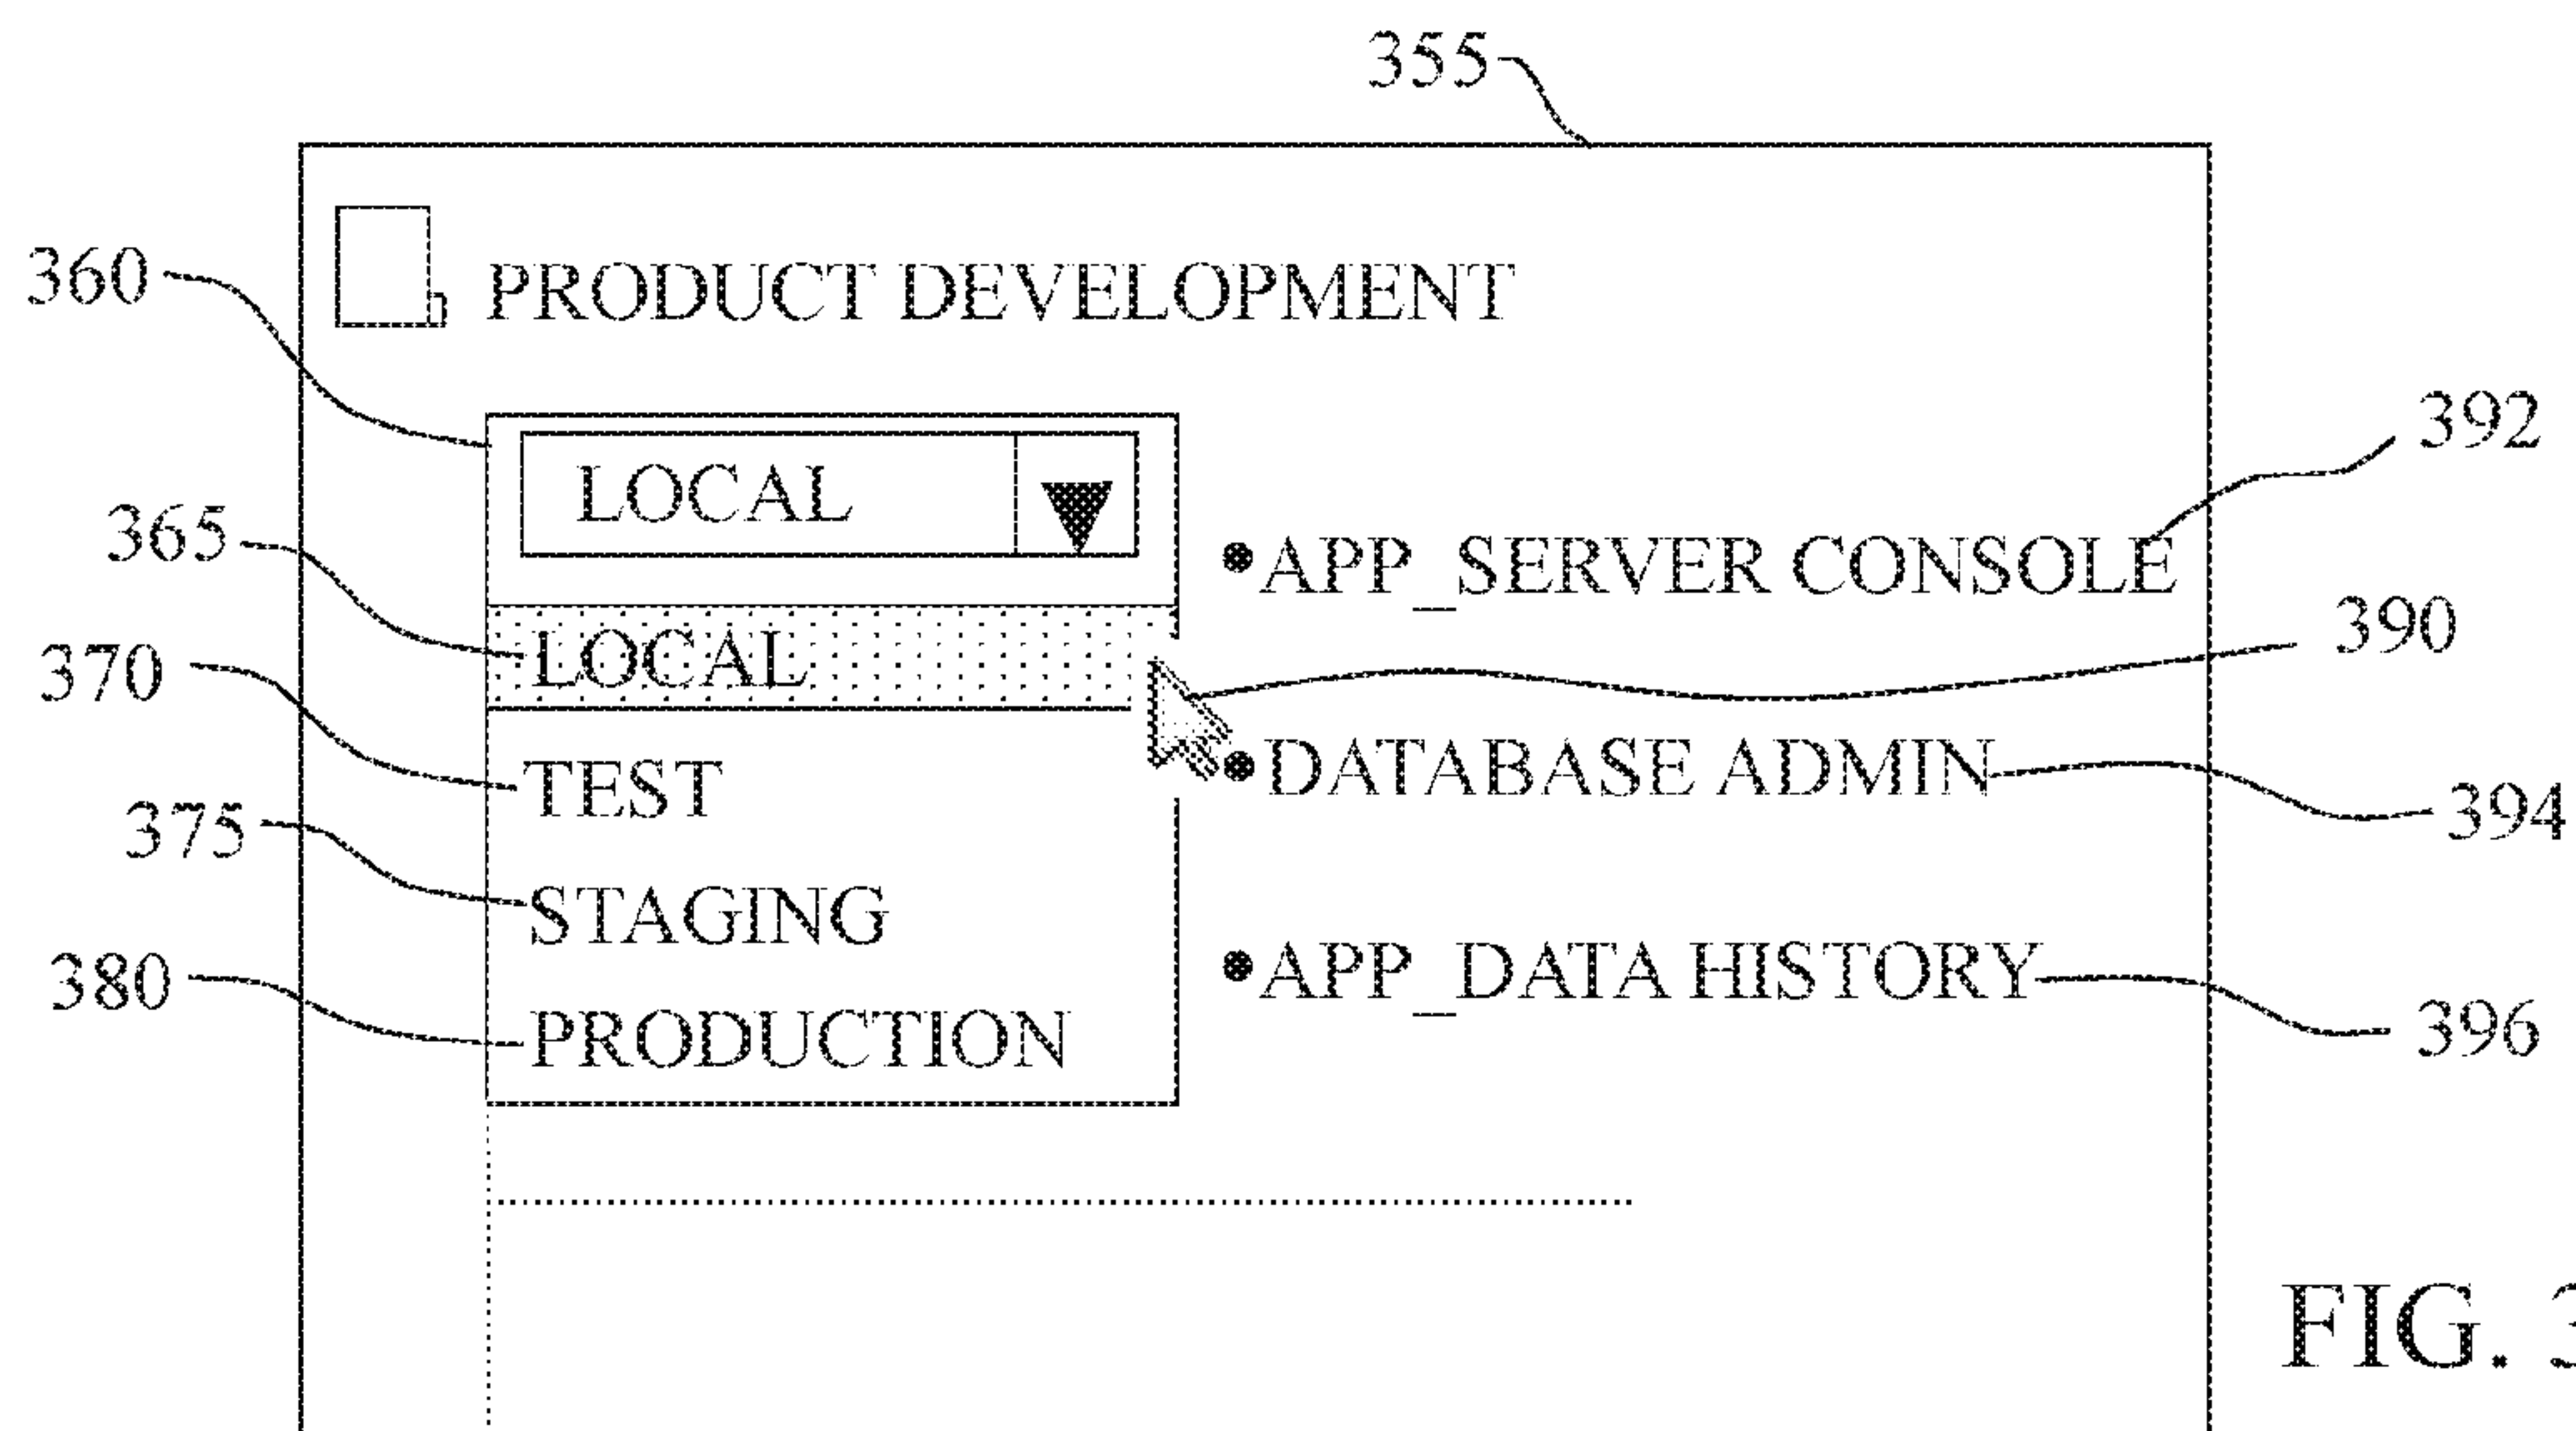 355
360 PRODUCT DEVELOPMENT
LOCAL
392
365
•APP_SERVER CONSOLE
LOCAL
390
370
TEST
•DATABASE ADMIN
394
375
STAGING
•APP_DATA HISTORY
380
PRODUCTION
396
FIG.